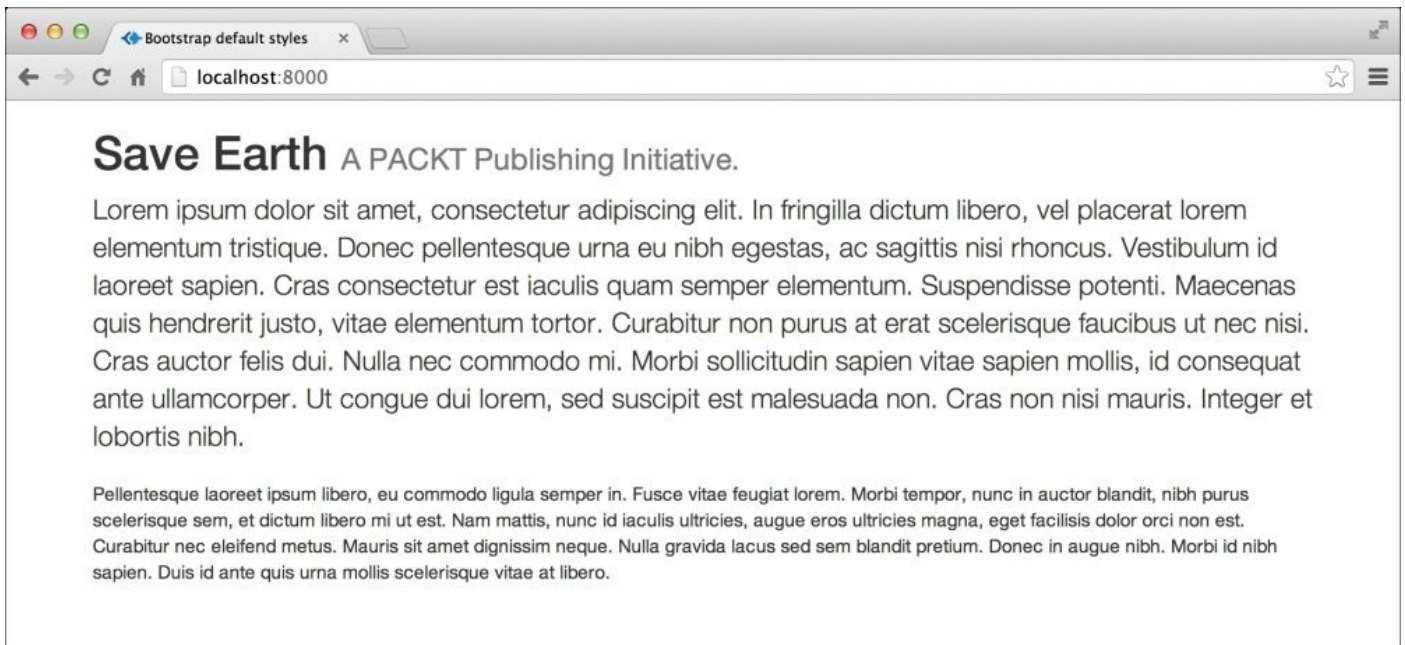 Bootstrap default styles
localhost:8000
Save Earth A PACKT Publishing Initiative.
Lorem ipsum dolor sit amet, consectetur adipiscing elit. In fringilla dictum libero, vel placerat lorem
elementum tristique. Donec pellentesque urna eu nibh egestas, ac sagittis nisi rhoncus. Vestibulum id
laoreet sapien. Cras consectetur est iaculis quam semper elementum. Suspendisse potenti. Maecenas
quis hendrerit justo, vitae elementum tortor. Curabitur non purus at erat scelerisque faucibus ut nec nisi.
Cras auctor felis dui. Nulla nec commodo mi. Morbi sollicitudin sapien vitae sapien mollis, id consequat
ante ullamcorper. Ut congue dui lorem, sed suscipit est malesuada non. Cras non nisi mauris. Integer et
lobortis nibh.
Pellentesque laoreet ipsum libero, eu commodo ligula semper in. Fusce vitae feugiat lorem. Morbi tempor, nunc in auctor blandit, nibh purus
scelerisque sem, et dictum libero mi ut est. Nam mattis, nunc id iaculis ultricies, augue eros ultricies magna, eget facilisis dolor orci non est.
Curabitur nec eleifend metus. Mauris sit amet dignissim neque. Nulla gravida lacus sed sem blandit pretium. Donec in augue nibh. Morbi id nibh
sapien. Duis id ante quis urna mollis scelerisque vitae at libero.